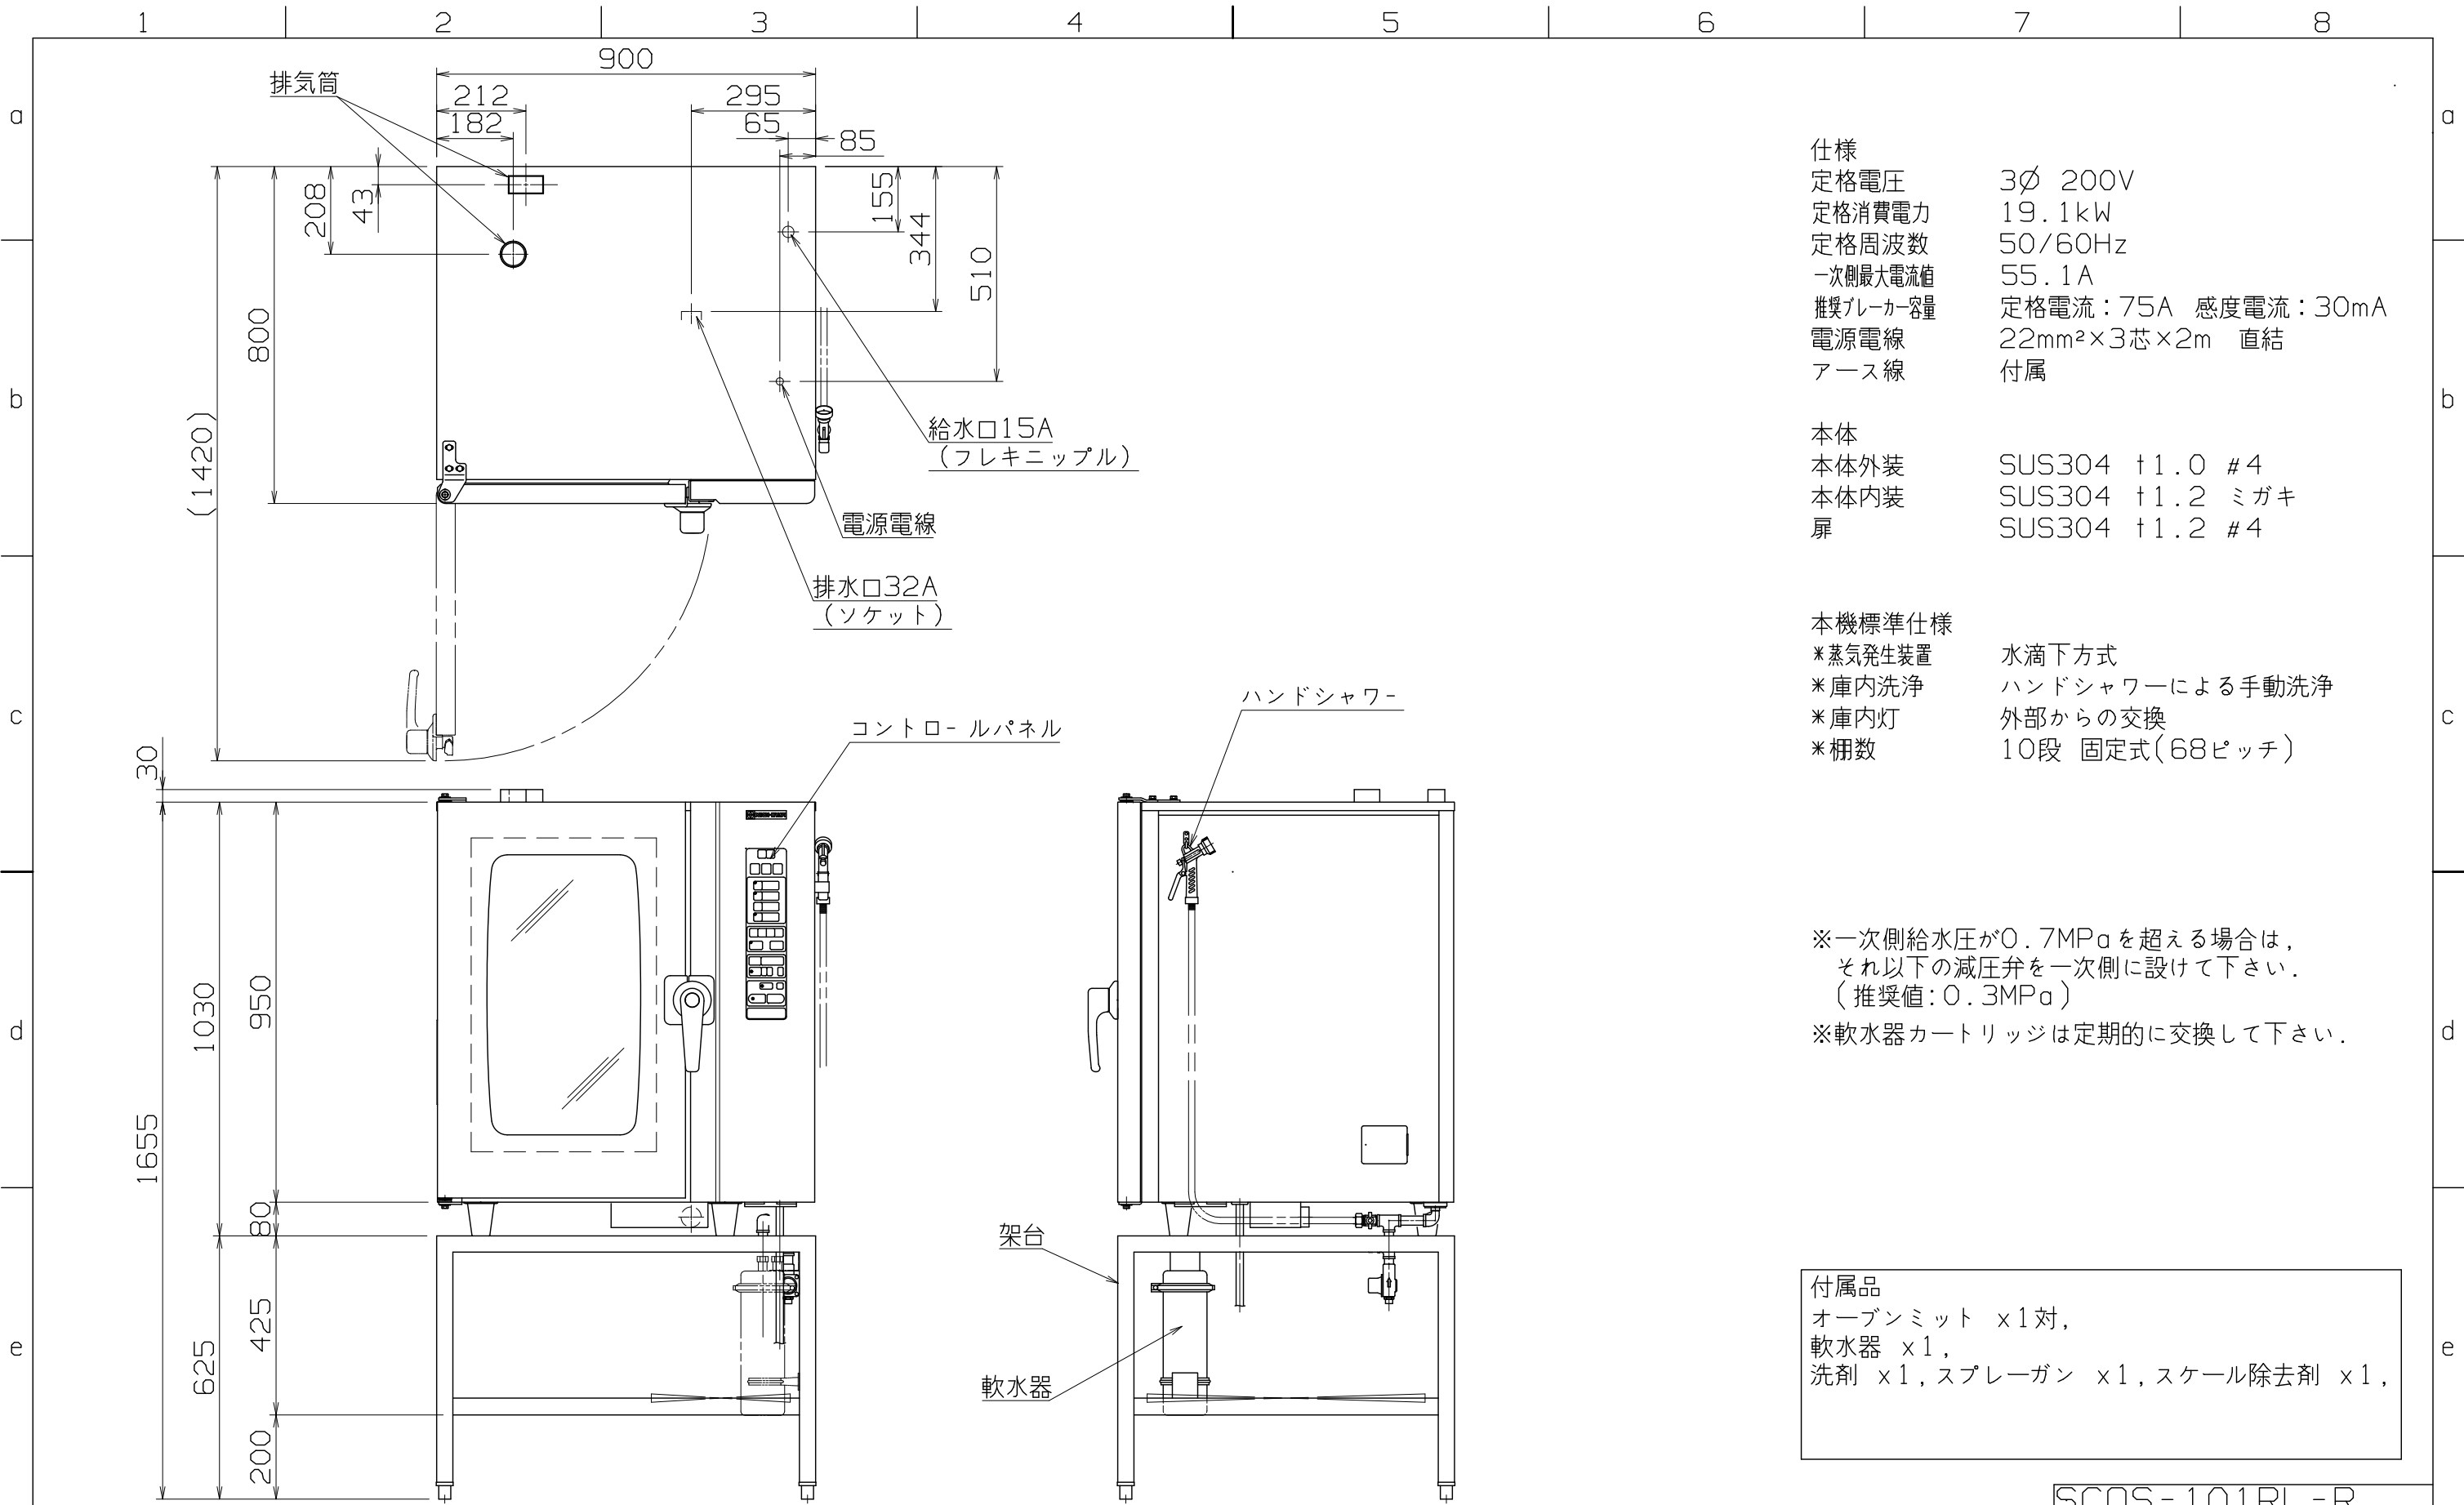 1 2 3 4 5 6 7 8
a
a
b
b
c
c
d
d
e
e
900
排気筒
212
295
182
65
85
208
43
155
344
510
800
(1420)
給水口15A
(フレキニップル)
電源電線
排水口32A
(ソケット)
仕様
定格電圧 3Ø 200V
定格消費電力 19.1kW
定格周波数 50/60Hz
一次側最大電流値 55.1A
推奨ブレーカー容量 定格電流：75A 感度電流：30mA
電源電線 22mm²×3芯×2m 直結
アース線 付属
本体
本体外装 SUS304 t1.0 #4
本体内装 SUS304 t1.2 ミガキ
扉 SUS304 t1.2 #4
本機標準仕様
*蒸気発生装置 水滴下方式
*庫内洗浄 ハンドシャワーによる手動洗浄
*庫内灯 外部からの交換
*棚数 10段 固定式(68ピッチ)
コントロールパネル
ハンドシャワー
30
1655
1030
950
80
625
425
200
架台
軟水器
※一次側給水圧が0.7MPaを超える場合は,
それ以下の減圧弁を一次側に設けて下さい.
(推奨値:0.3MPa)
※軟水器カートリッジは定期的に交換して下さい.
付属品
オーブンミット x1対,
軟水器 x1,
洗剤 x1,スプレーガン x1,スケール除去剤 x1,
SCOS-101RL-R